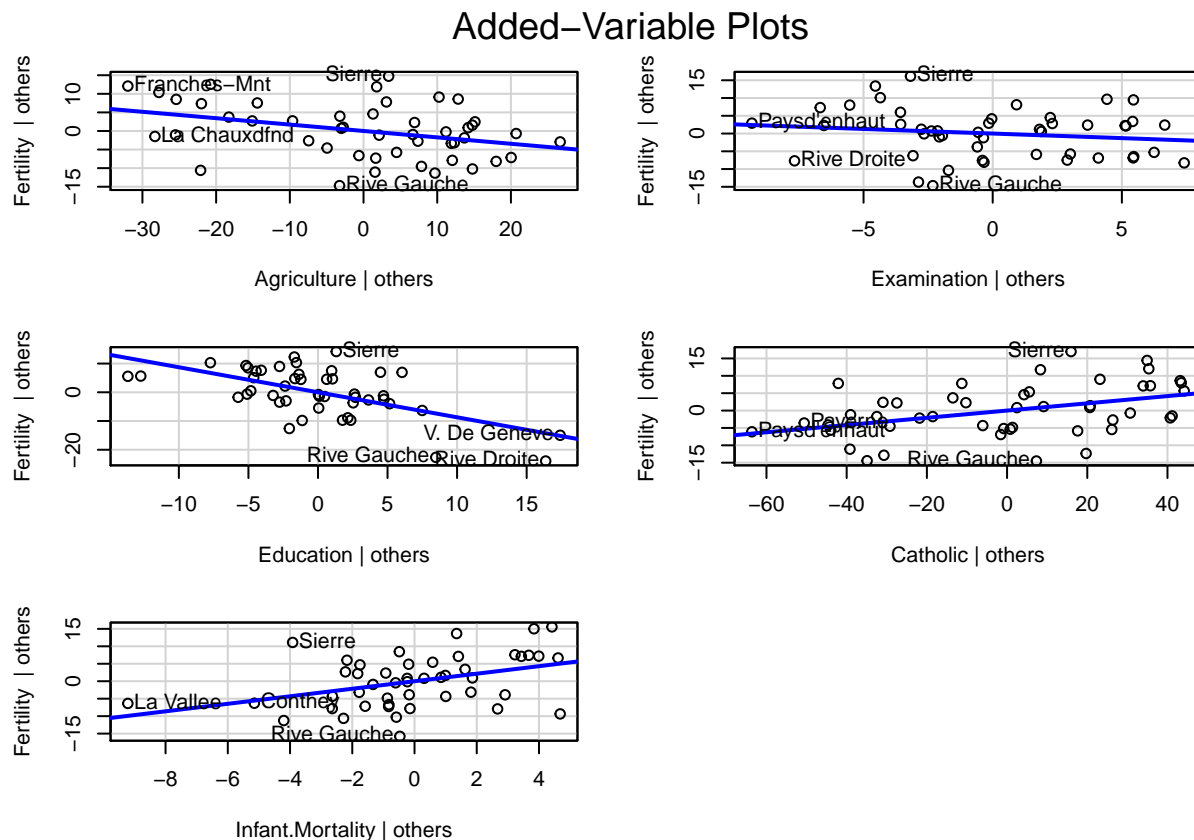 Added−Variable Plots
Fertility | others
−15 0 10
Franches−Mnt
Sierre
La Chauxdfnd
Rive Gauche
−30 −20 −10 0 10 20
Agriculture | others
Fertility | others
−15 0 15
Sierre
Paysd'enhaut
Rive Droite
Rive Gauche
−5 0 5
Examination | others
Fertility | others
−20 0
Sierre
V. De Geneve
Rive Gauche
Rive Droite
−10 −5 0 5 10 15
Education | others
Fertility | others
−15 0 15
Sierre
Payerne
Paysd'enhaut
Rive Gauche
−60 −40 −20 0 20 40
Catholic | others
Fertility | others
−15 0 15
Sierre
La Vallee
Conthey
Rive Gauche
−8 −6 −4 −2 0 2 4
Infant.Mortality | others